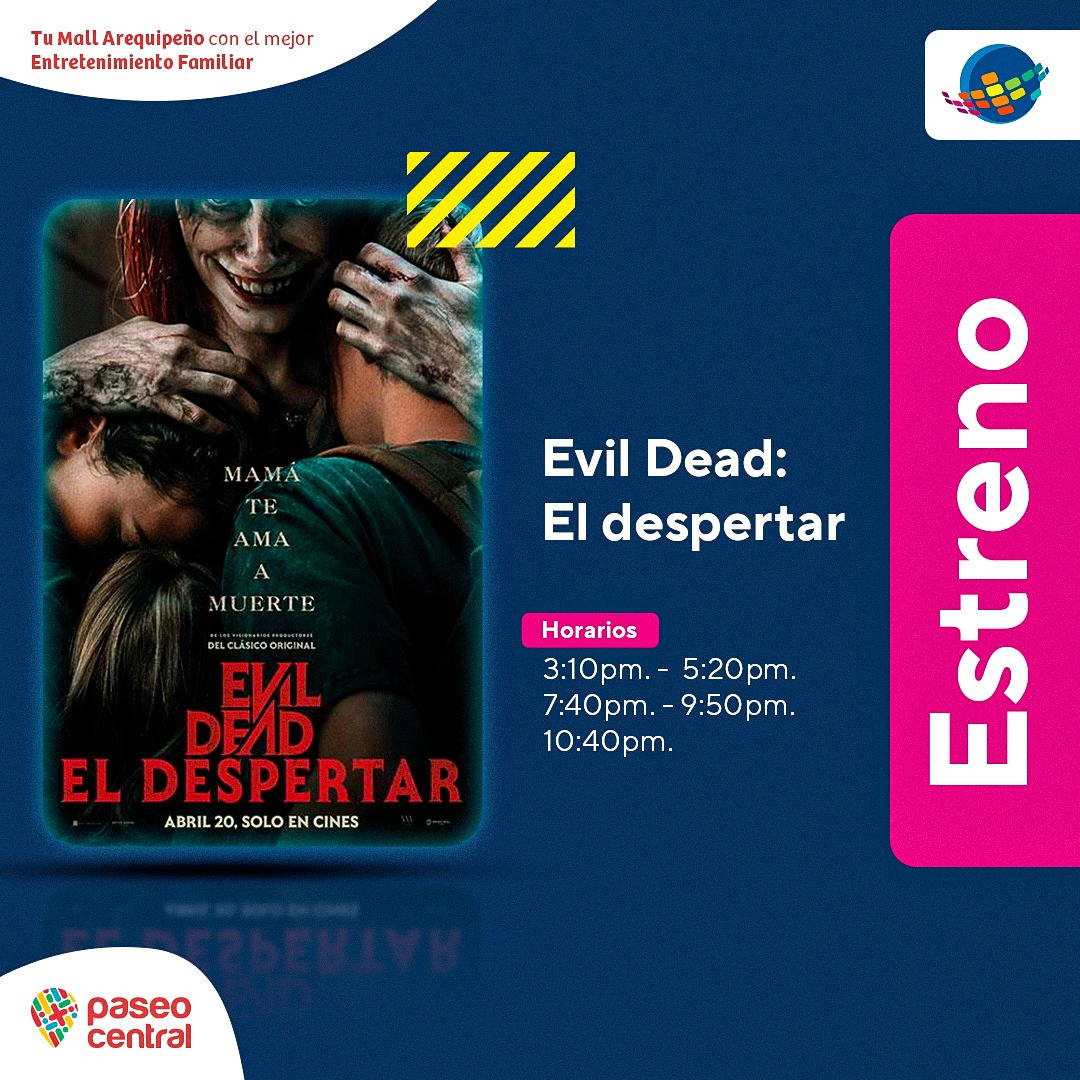 Tu Mall Arequipeño con el mejor
Entretenimiento Familiar
MAMÁ
TE
AMA
A
MUERTE
DE LOS VISIONARIOS PRODUCTORES
DEL CLÁSICO ORIGINAL
EVIL
DEAD
EL DESPERTAR
ABRIL 20, SOLO EN CINES
Evil Dead:
El despertar
Horarios
3:10pm. - 5:20pm.
7:40pm. - 9:50pm.
10:40pm.
Estreno
paseo
central